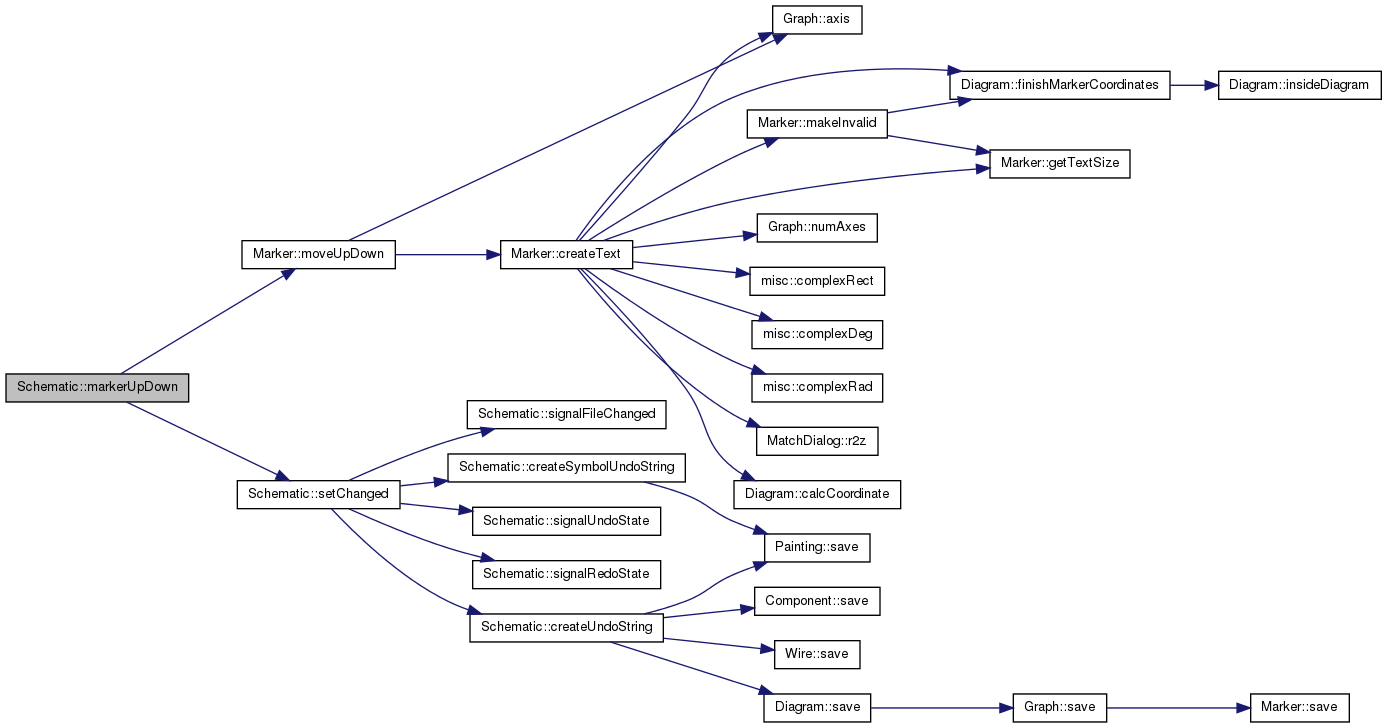 Graph::axis
Diagram::finishMarkerCoordinates
Diagram::insideDiagram
Marker::makeInvalid
Marker::getTextSize
Graph::numAxes
Marker::moveUpDown
Marker::createText
misc::complexRect
misc::complexDeg
Schematic::markerUpDown
misc::complexRad
Schematic::signalFileChanged
MatchDialog::r2z
Schematic::createSymbolUndoString
Schematic::setChanged
Diagram::calcCoordinate
Schematic::signalUndoState
Painting::save
Schematic::signalRedoState
Component::save
Schematic::createUndoString
Wire::save
Diagram::save
Graph::save
Marker::save